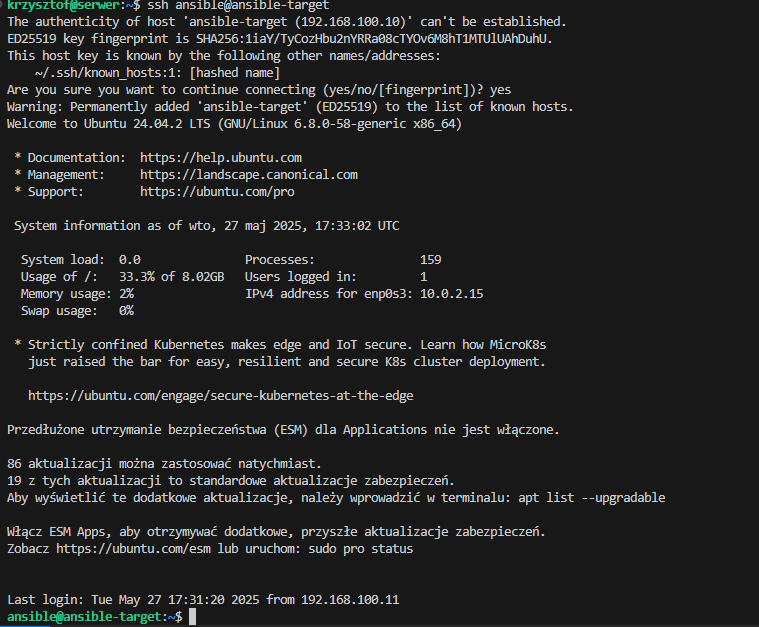 krzysztof@serwer:~$ ssh ansible@ansible-target
The authenticity of host 'ansible-target (192.168.100.10)' can't be established.
ED25519 key fingerprint is SHA256:1iaY/TyCozHbu2nYRRa08cTYOv6M8hT1MTUlUAhDuhU.
This host key is known by the following other names/addresses:
    ~/.ssh/known_hosts:1: [hashed name]
Are you sure you want to continue connecting (yes/no/[fingerprint])? yes
Warning: Permanently added 'ansible-target' (ED25519) to the list of known hosts.
Welcome to Ubuntu 24.04.2 LTS (GNU/Linux 6.8.0-58-generic x86_64)

 * Documentation:  https://help.ubuntu.com
 * Management:     https://landscape.canonical.com
 * Support:        https://ubuntu.com/pro

 System information as of wto, 27 maj 2025, 17:33:02 UTC

  System load:  0.0                Processes:               159
  Usage of /:   33.3% of 8.02GB   Users logged in:         1
  Memory usage: 2%                 IPv4 address for enp0s3: 10.0.2.15
  Swap usage:   0%

 * Strictly confined Kubernetes makes edge and IoT secure. Learn how MicroK8s
   just raised the bar for easy, resilient and secure K8s cluster deployment.

   https://ubuntu.com/engage/secure-kubernetes-at-the-edge

Przedłużone utrzymanie bezpieczeństwa (ESM) dla Applications nie jest włączone.

86 aktualizacji można zastosować natychmiast.
19 z tych aktualizacji to standardowe aktualizacje zabezpieczeń.
Aby wyświetlić te dodatkowe aktualizacje, należy wprowadzić w terminalu: apt list --upgradable

Włącz ESM Apps, aby otrzymywać dodatkowe, przyszłe aktualizacje zabezpieczeń.
Zobacz https://ubuntu.com/esm lub uruchom: sudo pro status

Last login: Tue May 27 17:31:20 2025 from 192.168.100.11
ansible@ansible-target:~$